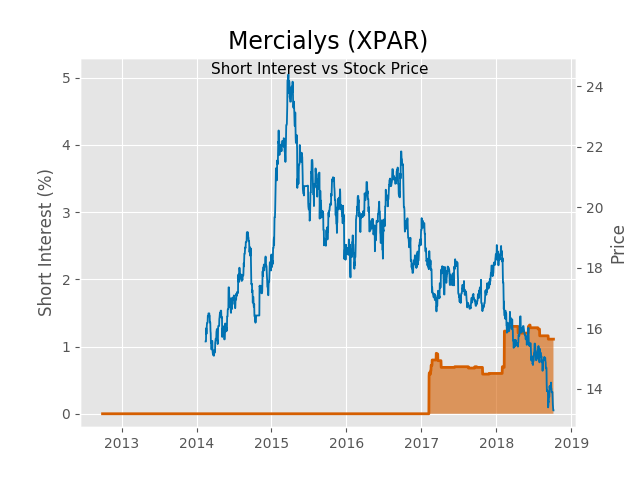 Mercialys (XPAR)
Short Interest vs Stock Price
Short Interest (%)
5
4
3
2
1
0
24
22
20
18
16
14
Price
2013 2014 2015 2016 2017 2018 2019